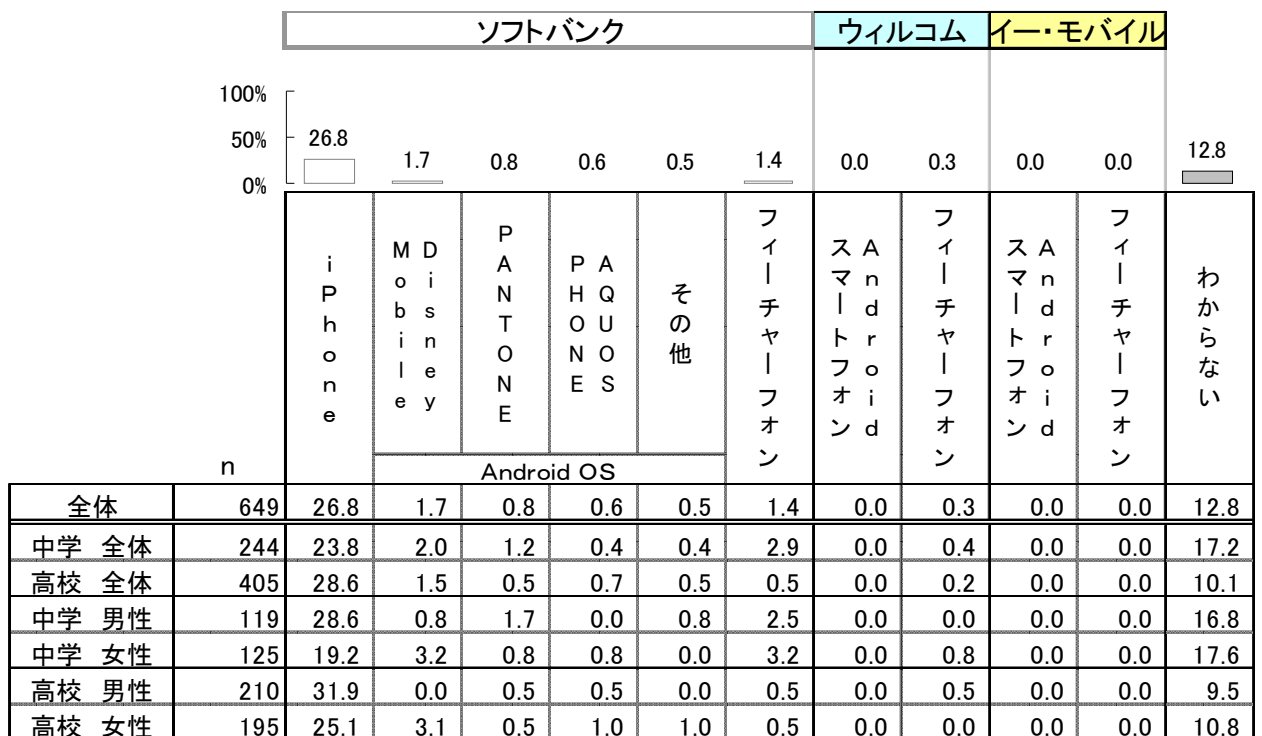 ソフトバンク ウィルコム イー・モバイル
100%
50%
0%
26.8 1.7 0.8 0.6 0.5 1.4 0.0 0.3 0.0 0.0 12.8
iPhone
Disney Mobile
PANTONE
AQUOS PHONE
その他
フィーチャーフォン
Android スマートフォン
フィーチャーフォン
Android スマートフォン
フィーチャーフォン
わからない
n
Android OS
全体 649 26.8 1.7 0.8 0.6 0.5 1.4 0.0 0.3 0.0 0.0 12.8
中学 全体 244 23.8 2.0 1.2 0.4 0.4 2.9 0.0 0.4 0.0 0.0 17.2
高校 全体 405 28.6 1.5 0.5 0.7 0.5 0.5 0.0 0.2 0.0 0.0 10.1
中学 男性 119 28.6 0.8 1.7 0.0 0.8 2.5 0.0 0.0 0.0 0.0 16.8
中学 女性 125 19.2 3.2 0.8 0.8 0.0 3.2 0.0 0.8 0.0 0.0 17.6
高校 男性 210 31.9 0.0 0.5 0.5 0.0 0.5 0.0 0.5 0.0 0.0 9.5
高校 女性 195 25.1 3.1 0.5 1.0 1.0 0.5 0.0 0.0 0.0 0.0 10.8